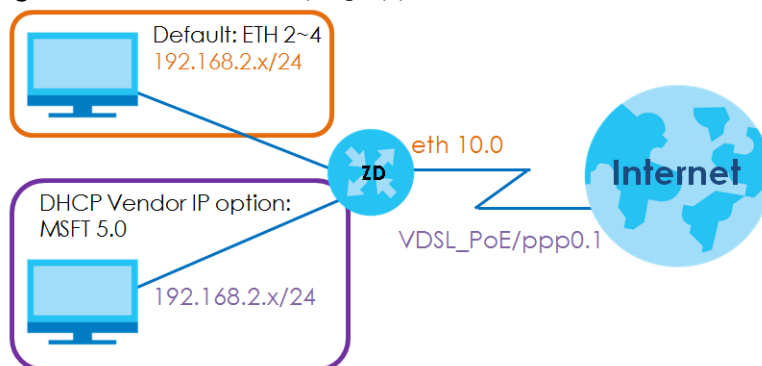 Default: ETH 2~4
192.168.2.x/24
eth 10.0
ZD
Internet
DHCP Vendor IP option:
MSFT 5.0
VDSL_PoE/ppp0.1
192.168.2.x/24